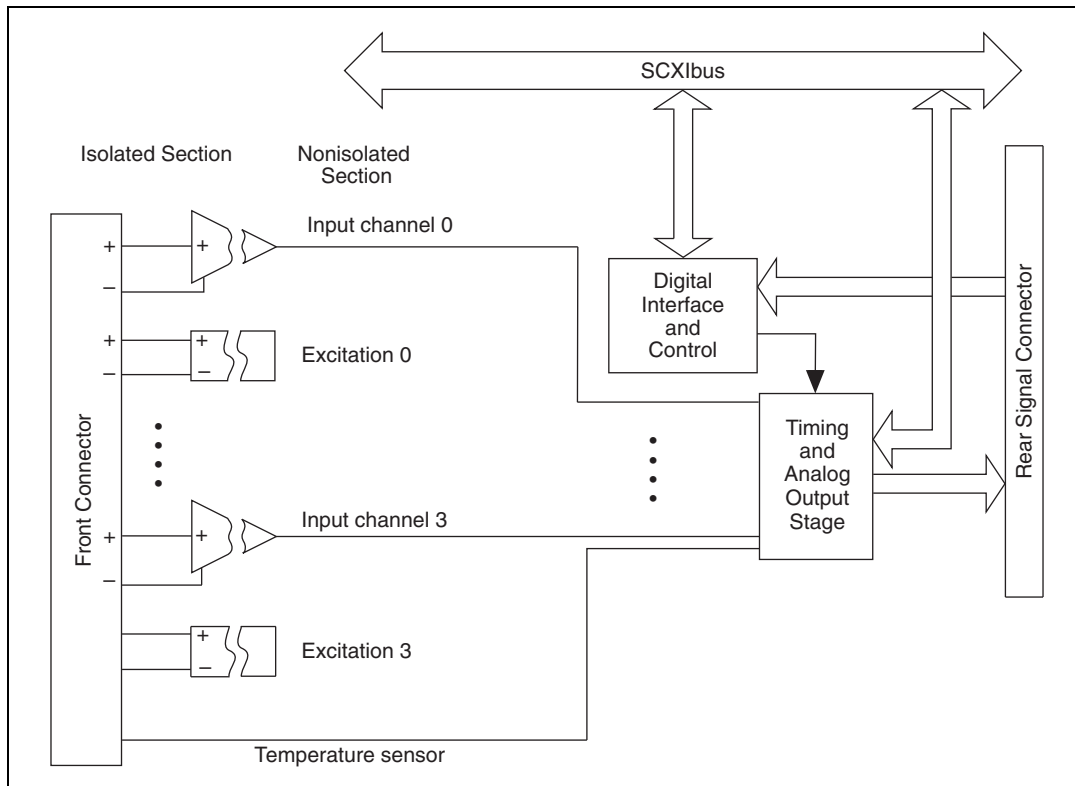 SCXIbus
Isolated Section
Nonisolated
Section
Front Connector
+
−
+
Input channel 0
+
−
+
−
Excitation 0
Digital
Interface
and
Control
Rear Signal Connector
Timing
and
Analog
Output
Stage
+
−
+
Input channel 3
+
−
Excitation 3
Temperature sensor